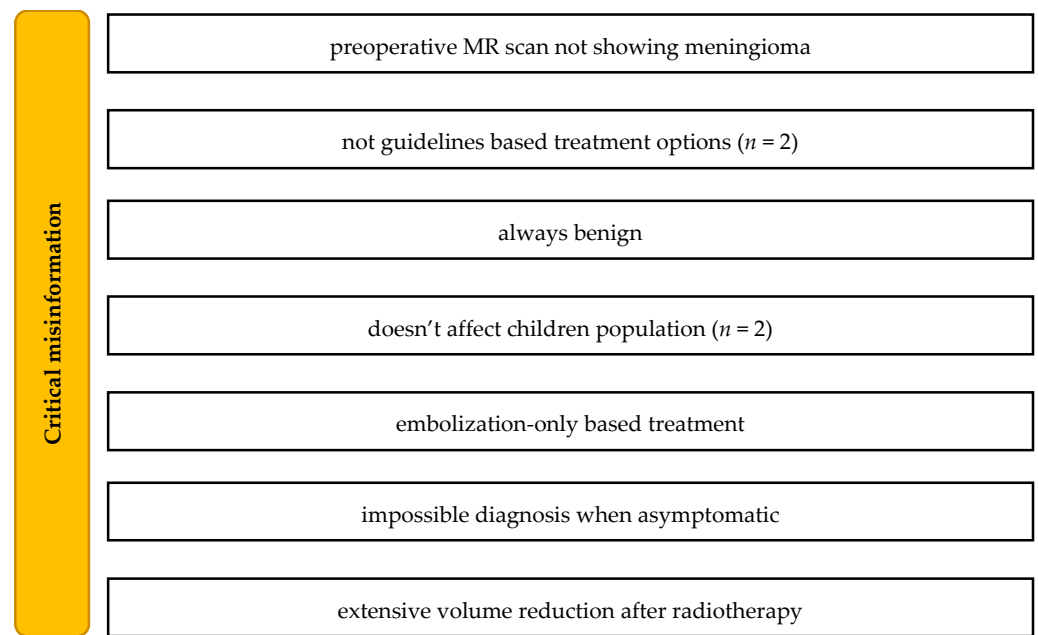 Critical misinformation
preoperative MR scan not showing meningioma
not guidelines based treatment options (n = 2)
always benign
doesn't affect children population (n = 2)
embolization-only based treatment
impossible diagnosis when asymptomatic
extensive volume reduction after radiotherapy